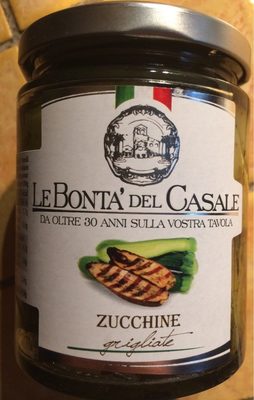 LE BONTA' DEL CASALE
DA OLTRE 30 ANNI SULLA VOSTRA TAVOLA
ZUCCHINE
grigliate